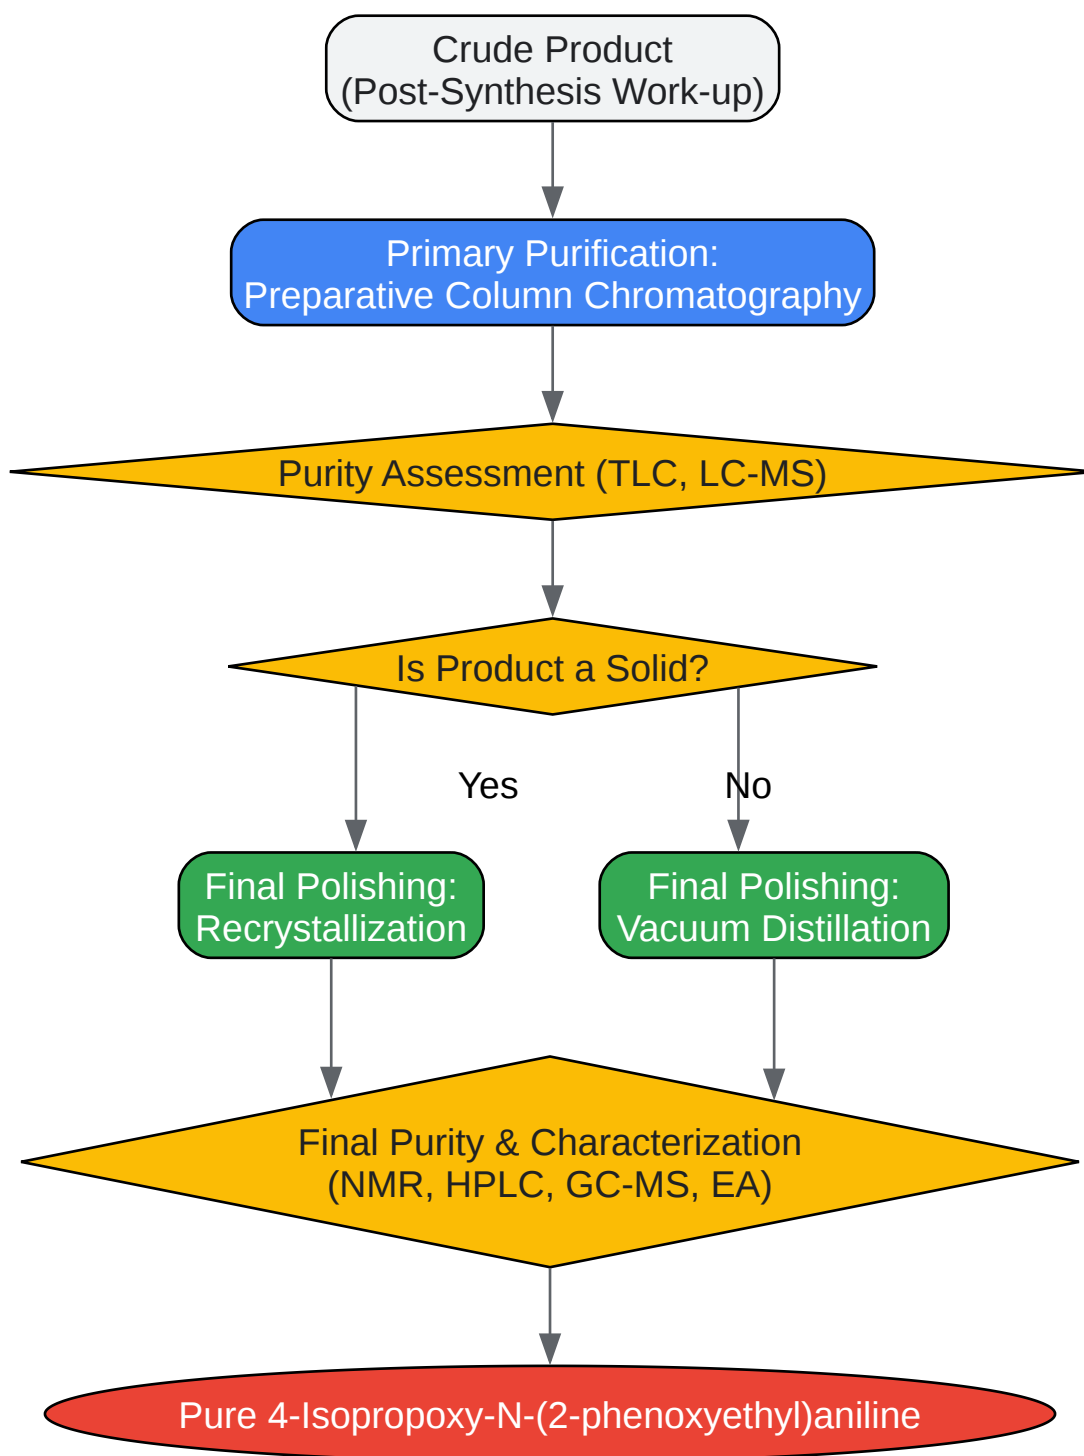 Crude Product
(Post-Synthesis Work-up)
Primary Purification:
Preparative Column Chromatography
Purity Assessment (TLC, LC-MS)
Is Product a Solid?
Yes
No
Final Polishing:
Recrystallization
Final Polishing:
Vacuum Distillation
Final Purity & Characterization
(NMR, HPLC, GC-MS, EA)
Pure 4-Isopropoxy-N-(2-phenoxyethyl)aniline